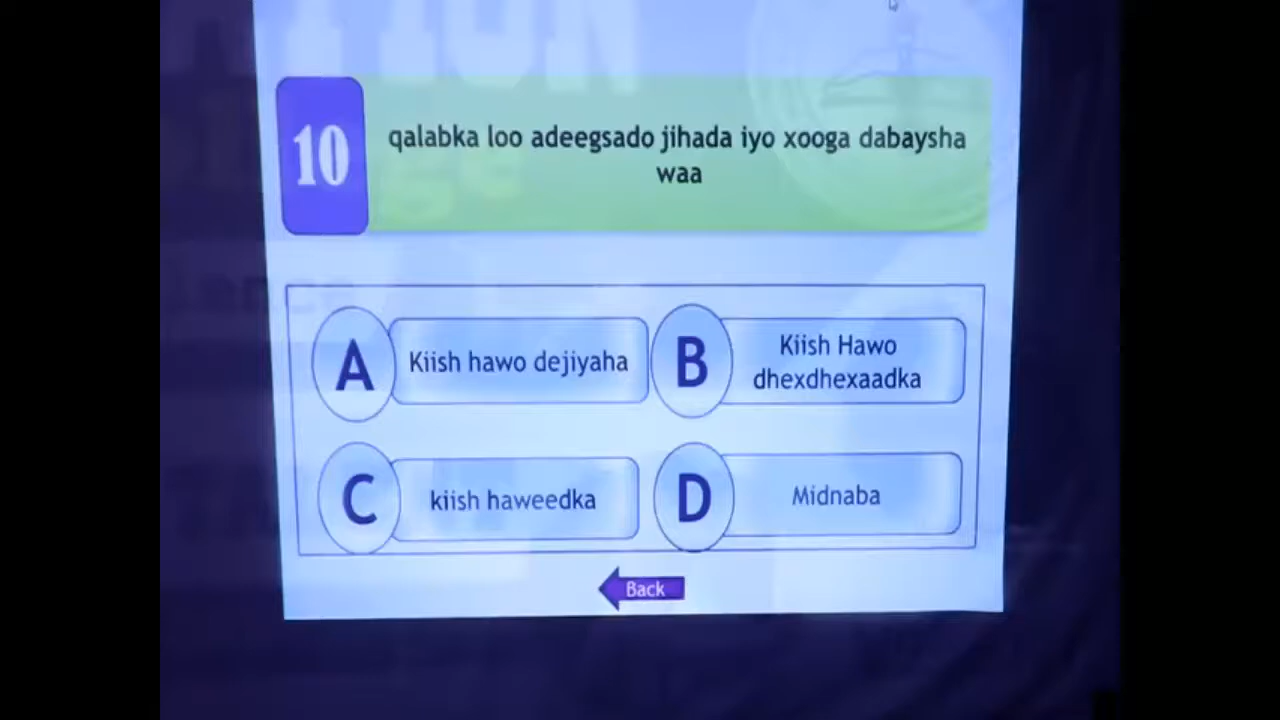 10
qalabka loo adeegsado jihada iyo xooga dabaysha
waa
A
Kiish hawo dejiyaha
B
Kiish Hawo
dhexdhexaadka
C
kiish haweedka
D
Midnaba
Back